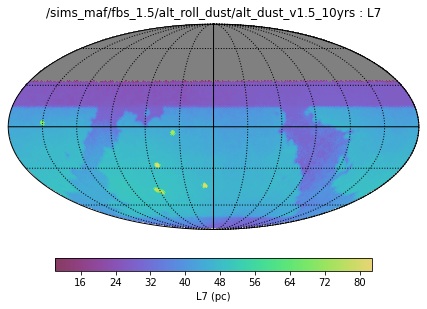 /sims_maf/fbs_1.5/alt_roll_dust/alt_dust_v1.5_10yrs : L7
16 24 32 40 48 56 64 72 80
L7 (pc)